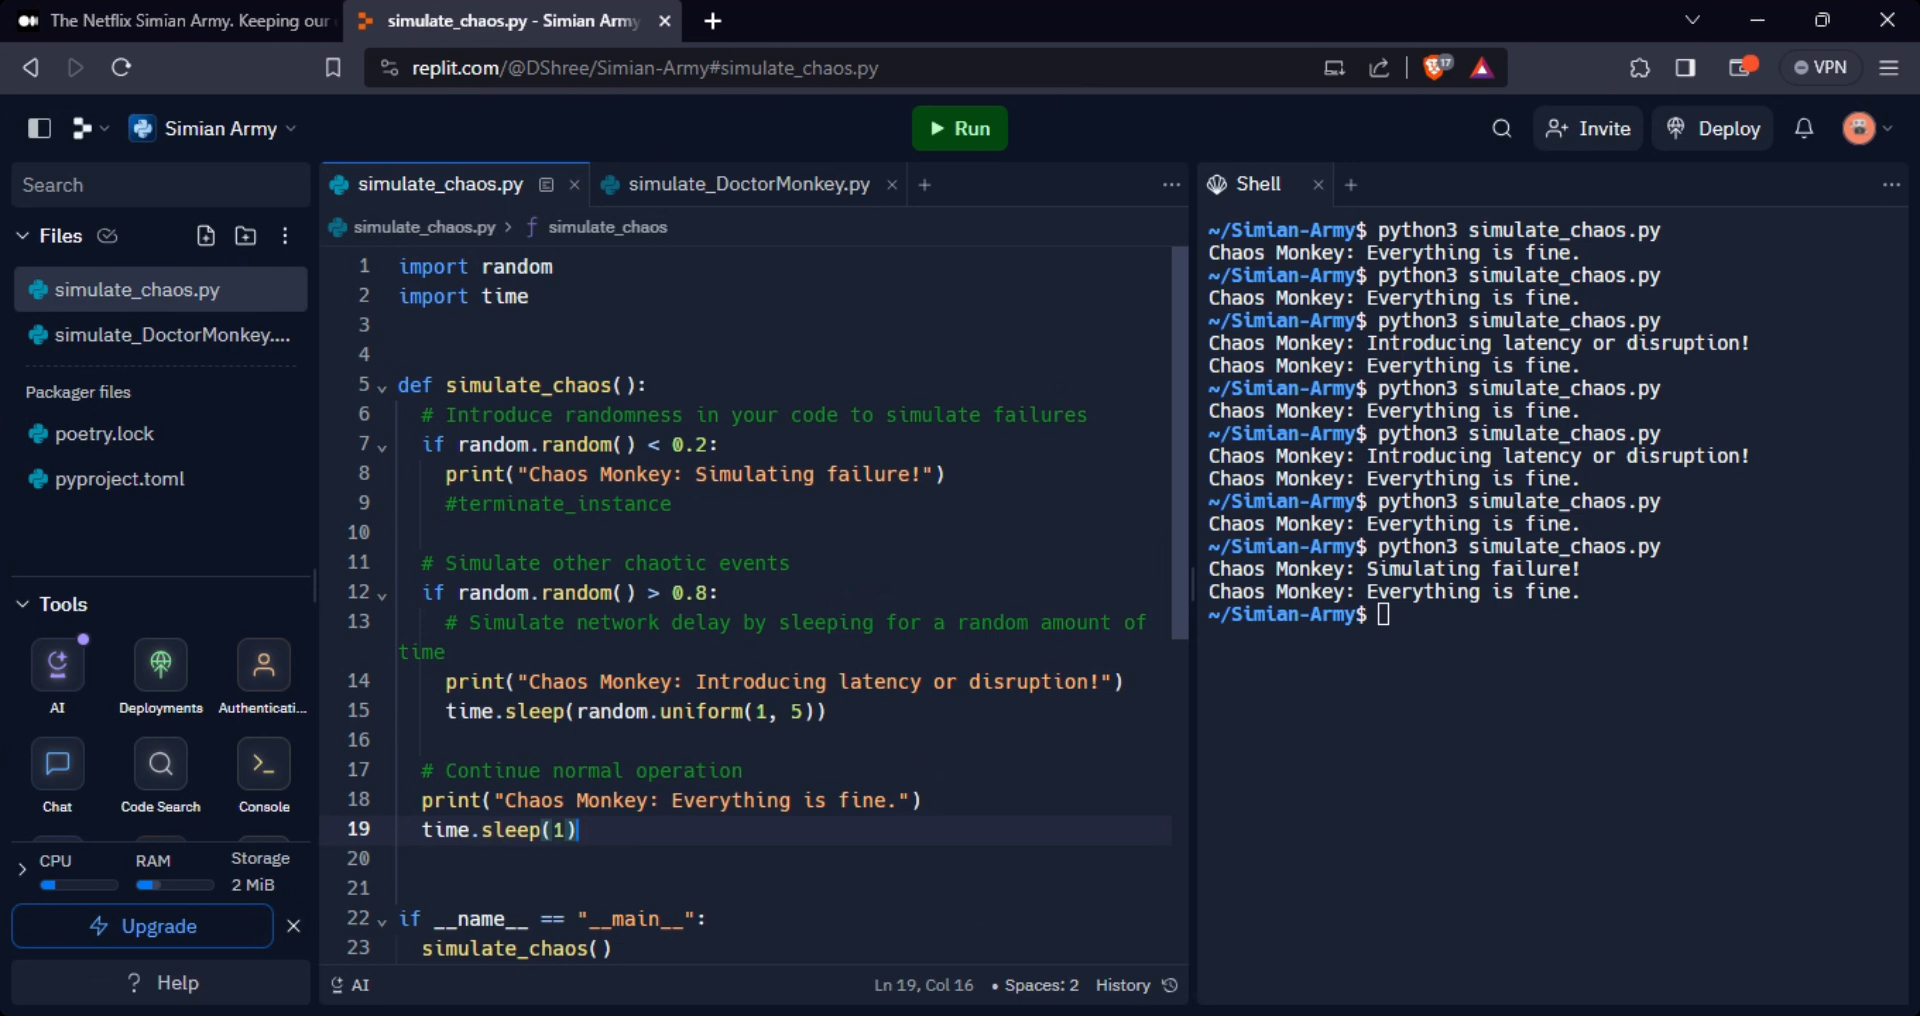 The Netflix Simian Army. Keeping our
simulate_chaos.py - Simian Army
replit.com/@DShree/Simian-Army#simulate_chaos.py
17
VPN
Simian Army
Run
Invite
Deploy
Search
Files
simulate_chaos.py
simulate_DoctorMonkey....
Packager files
poetry.lock
pyproject.toml
Tools
AI
Deployments
Authenticati...
Chat
Code Search
Console
CPU
RAM
Storage
2 MiB
Upgrade
? Help
simulate_chaos.py
simulate_DoctorMonkey.py
simulate_chaos.py > f simulate_chaos
1 import random
2 import time
3
4
5 def simulate_chaos():
6 # Introduce randomness in your code to simulate failures
7 if random.random() < 0.2:
8 print("Chaos Monkey: Simulating failure!")
9 #terminate_instance
10
11 # Simulate other chaotic events
12 if random.random() > 0.8:
13 # Simulate network delay by sleeping for a random amount of
time
14 print("Chaos Monkey: Introducing latency or disruption!")
15 time.sleep(random.uniform(1, 5))
16
17 # Continue normal operation
18 print("Chaos Monkey: Everything is fine.")
19 time.sleep(1)
20
21
22 if __name__ == "__main__":
23 simulate_chaos()
AI
Ln 19, Col 16
• Spaces: 2
History
Shell
~/Simian-Army$ python3 simulate_chaos.py
Chaos Monkey: Everything is fine.
~/Simian-Army$ python3 simulate_chaos.py
Chaos Monkey: Everything is fine.
~/Simian-Army$ python3 simulate_chaos.py
Chaos Monkey: Introducing latency or disruption!
Chaos Monkey: Everything is fine.
~/Simian-Army$ python3 simulate_chaos.py
Chaos Monkey: Everything is fine.
~/Simian-Army$ python3 simulate_chaos.py
Chaos Monkey: Introducing latency or disruption!
Chaos Monkey: Everything is fine.
~/Simian-Army$ python3 simulate_chaos.py
Chaos Monkey: Everything is fine.
~/Simian-Army$ python3 simulate_chaos.py
Chaos Monkey: Simulating failure!
Chaos Monkey: Everything is fine.
~/Simian-Army$